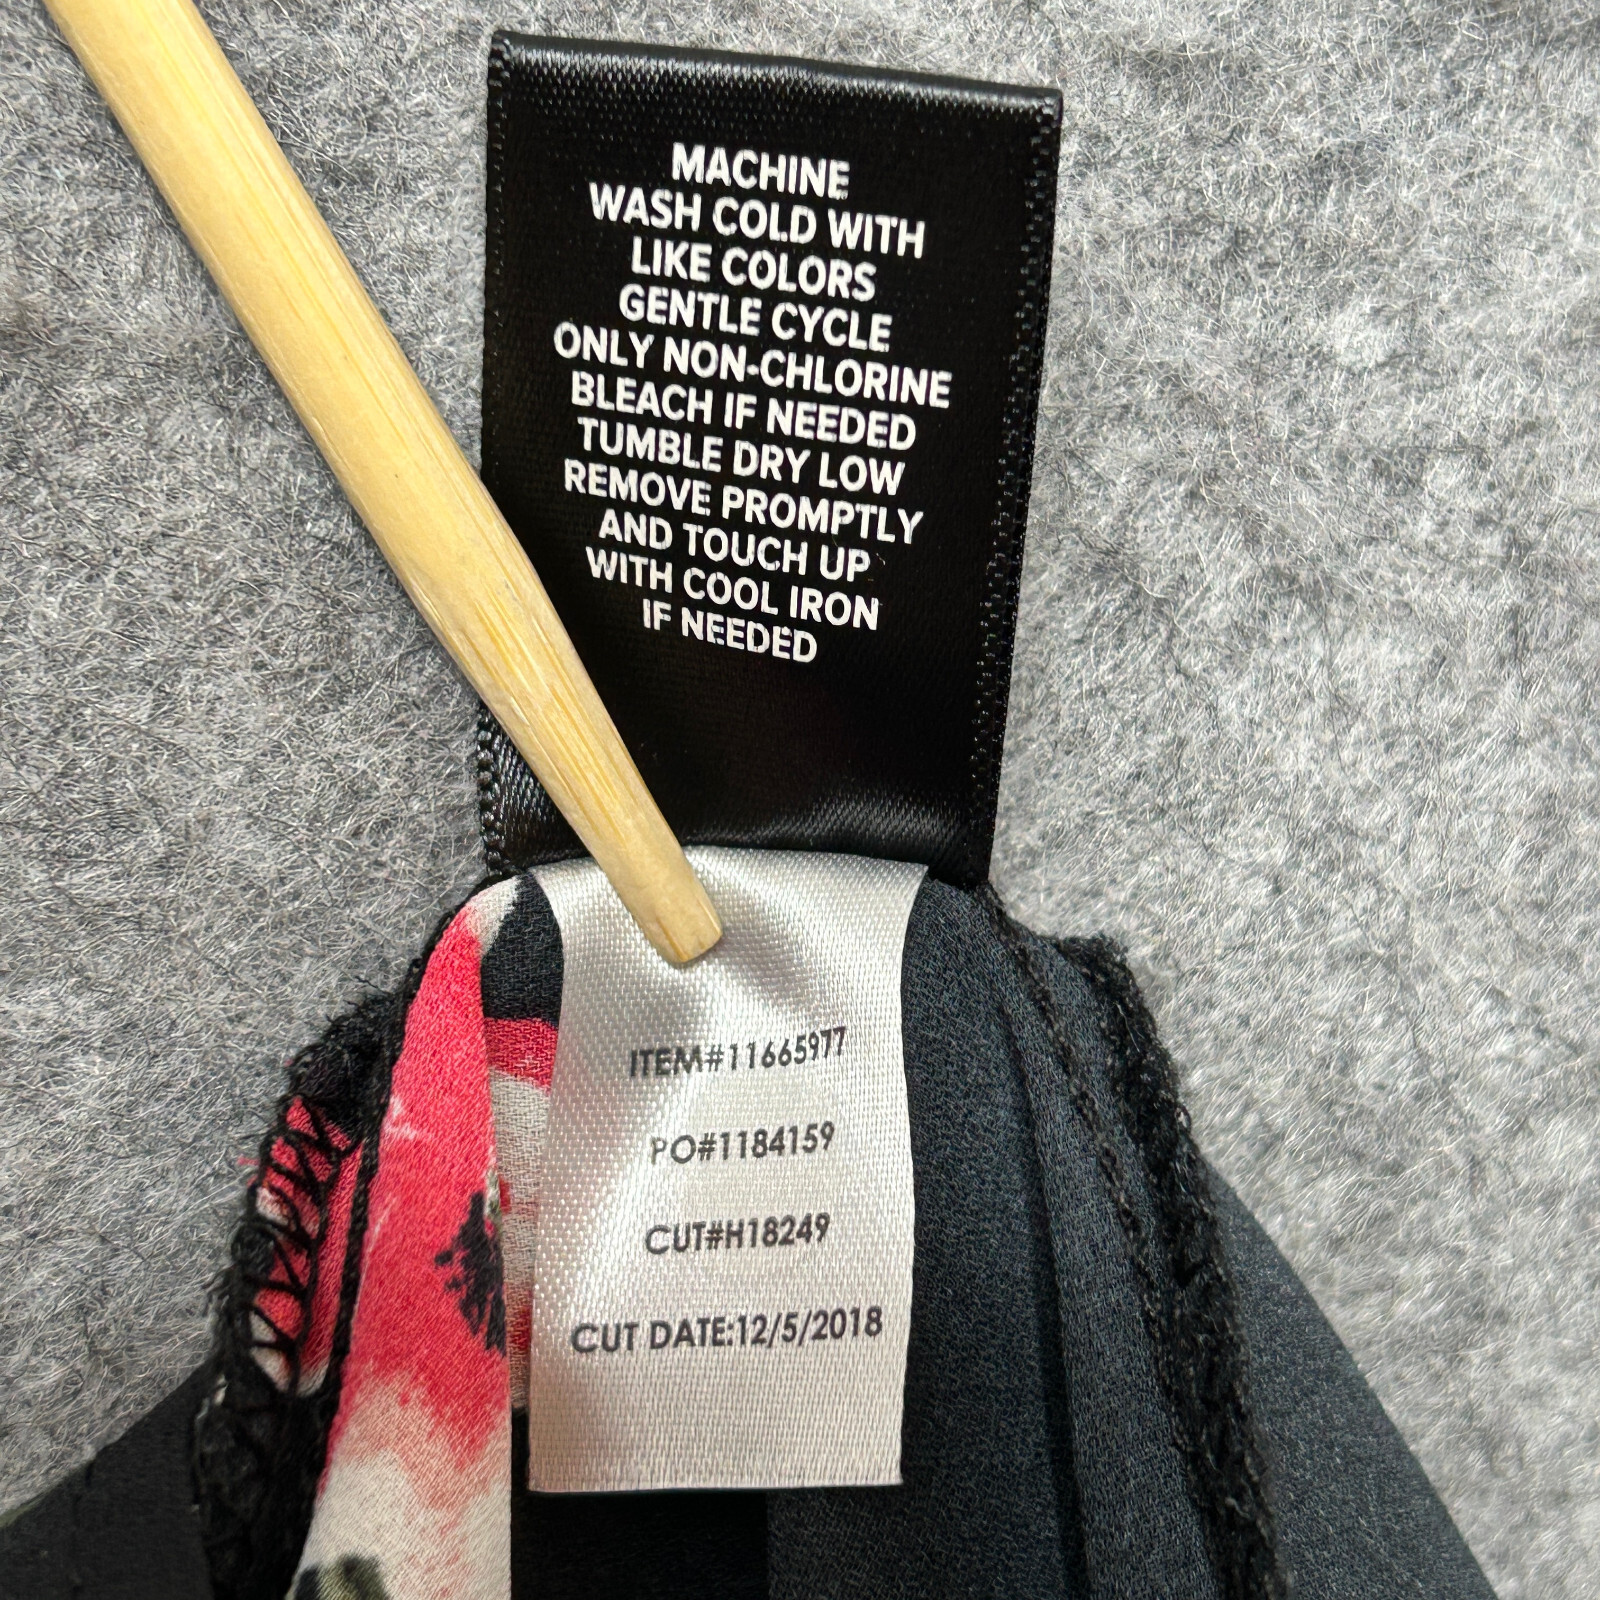 MACHINE
WASH COLD WITH
LIKE COLORS
GENTLE CYCLE
ONLY NON-CHLORINE
BLEACH IF NEEDED
TUMBLE DRY LOW
REMOVE PROMPTLY
AND TOUCH UP
WITH COOL IRON
IF NEEDED
ITEM#11665977
PO#1184159
CUT#H18249
CUT DATE:12/5/2018